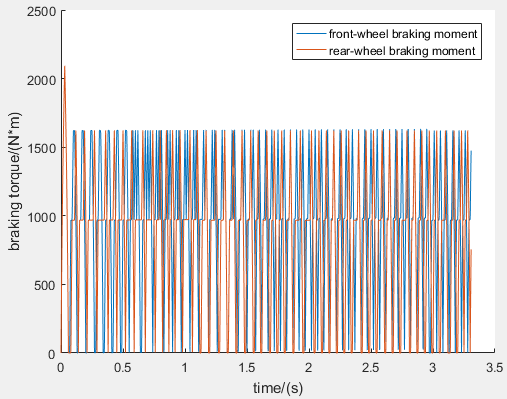 2500
2000
1500
1000
500
0
braking torque/(N*m)
front-wheel braking moment
rear-wheel braking moment
0 0.5 1 1.5 2 2.5 3 3.5
time/(s)